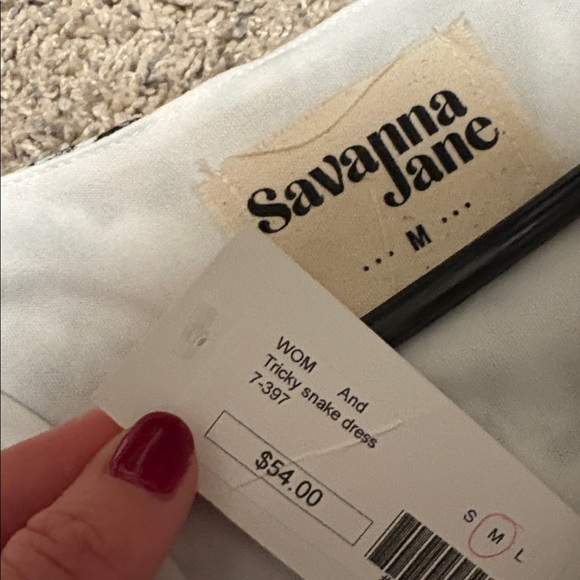 Savanna
Jane
... M ...
WOM And
Tricky snake dress
7-397
$54.00
S M L